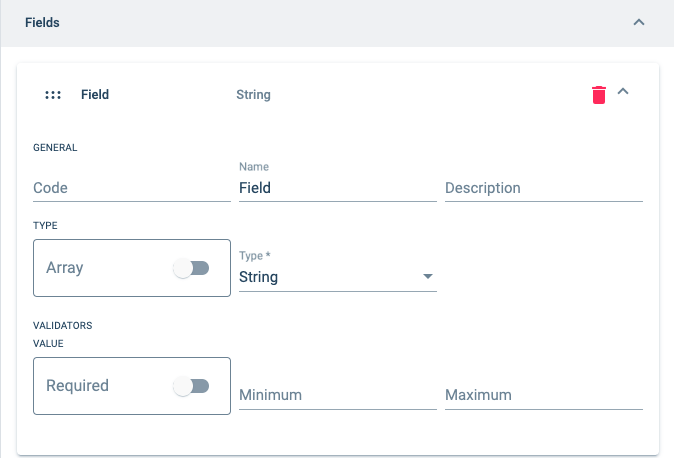 Fields
Field String
GENERAL
Name
Code Field Description
TYPE
Array
Type *
String
VALIDATORS
VALUE
Required
Minimum Maximum